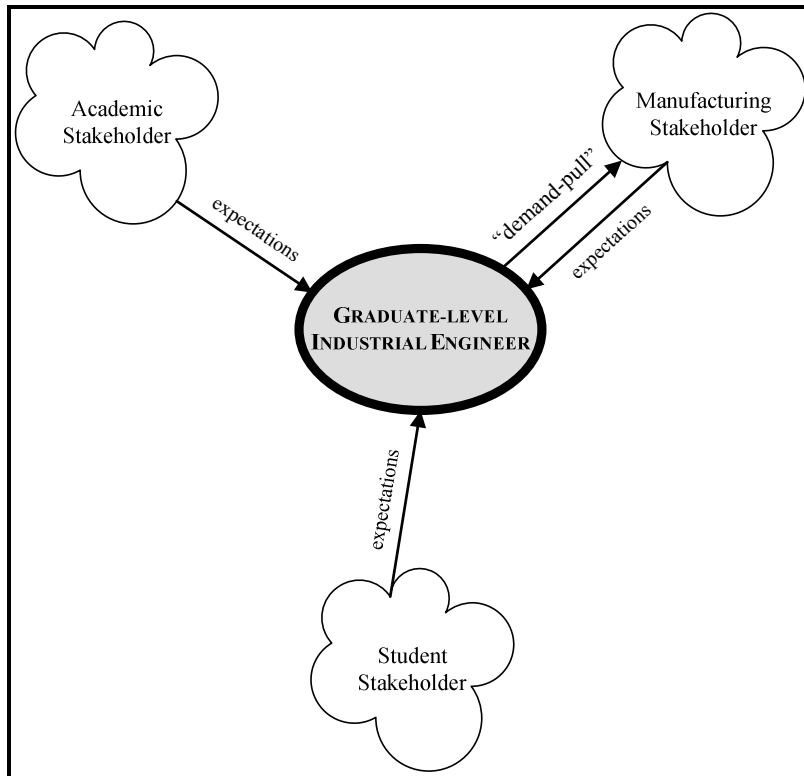 Academic
Stakeholder
Manufacturing
Stakeholder
expectations
“demand-pull”
expectations
GRADUATE-LEVEL
INDUSTRIAL ENGINEER
expectations
Student
Stakeholder